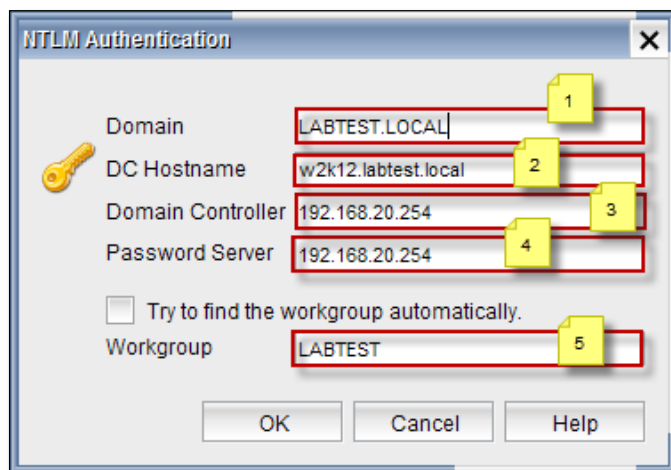 NTLM Authentication
Domain LABTEST.LOCAL 1
DC Hostname w2k12.labtest.local 2
Domain Controller 192.168.20.254 3
Password Server 192.168.20.254 4
Try to find the workgroup automatically.
Workgroup LABTEST 5
OK Cancel Help